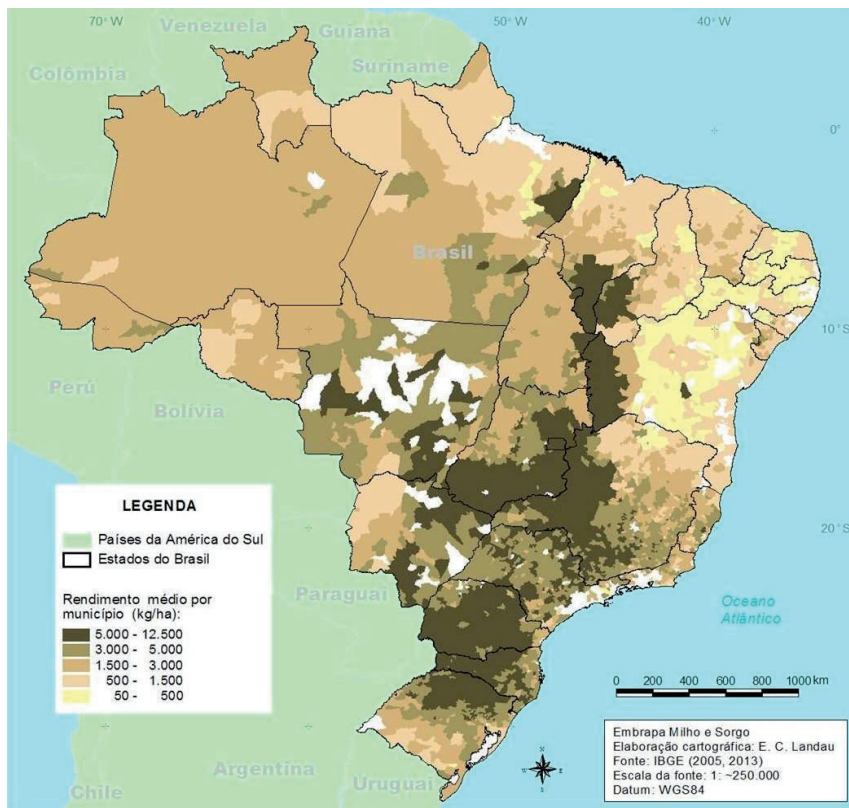 70° W
50° W
40° W
Venezuela
Guiana
Suriname
Colômbia
0°
Brasil
10° S
Perú
Bolívia
LEGENDA
Países da América do Sul
Estados do Brasil
20° S
Paraguai
Rendimento médio por
município (kg/ha):
5.000 - 12.500
3.000 - 5.000
1.500 - 3.000
500 - 1.500
50 - 500
Oceano
Atlântico
0 200 400 600 800 1000 km
Embrapa Milho e Sorgo
Elaboração cartográfica: E. C. Landau
Fonte: IBGE (2005, 2013)
Escala da fonte: 1: ~250.000
Datum: WGS84
Argentina
Uruguai
Chile